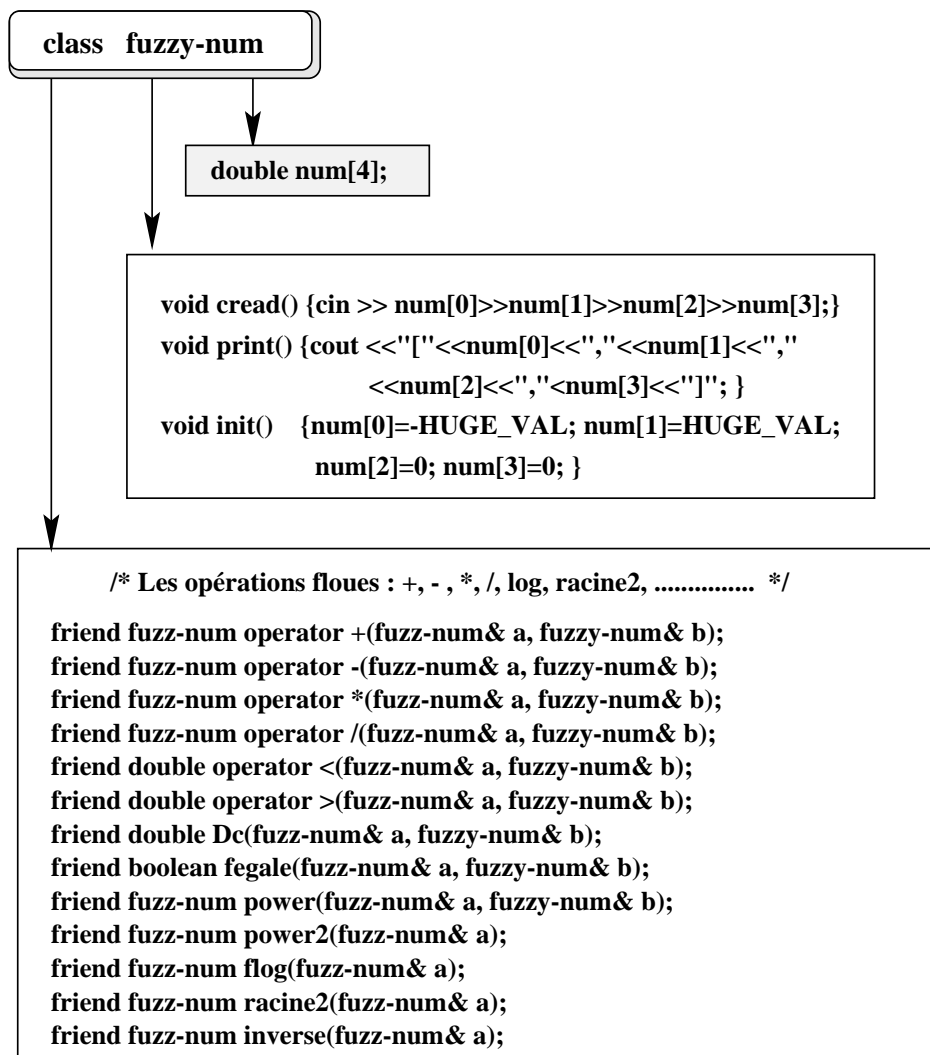 class fuzzy-num
double num[4];
void cread() {cin >> num[0]>>num[1]>>num[2]>>num[3];}
void print() {cout <<"["<<num[0]<<","<<num[1]<<","
<<num[2]<<","<num[3]<<"]"; }
void init() {num[0]=-HUGE_VAL; num[1]=HUGE_VAL;
num[2]=0; num[3]=0; }
/* Les opérations floues : +, - , *, /, log, racine2, ............... */
friend fuzz-num operator +(fuzz-num& a, fuzzy-num& b);
friend fuzz-num operator -(fuzz-num& a, fuzzy-num& b);
friend fuzz-num operator *(fuzz-num& a, fuzzy-num& b);
friend fuzz-num operator /(fuzz-num& a, fuzzy-num& b);
friend double operator <(fuzz-num& a, fuzzy-num& b);
friend double operator >(fuzz-num& a, fuzzy-num& b);
friend double Dc(fuzz-num& a, fuzzy-num& b);
friend boolean fegale(fuzz-num& a, fuzzy-num& b);
friend fuzz-num power(fuzz-num& a, fuzzy-num& b);
friend fuzz-num power2(fuzz-num& a);
friend fuzz-num flog(fuzz-num& a);
friend fuzz-num racine2(fuzz-num& a);
friend fuzz-num inverse(fuzz-num& a);